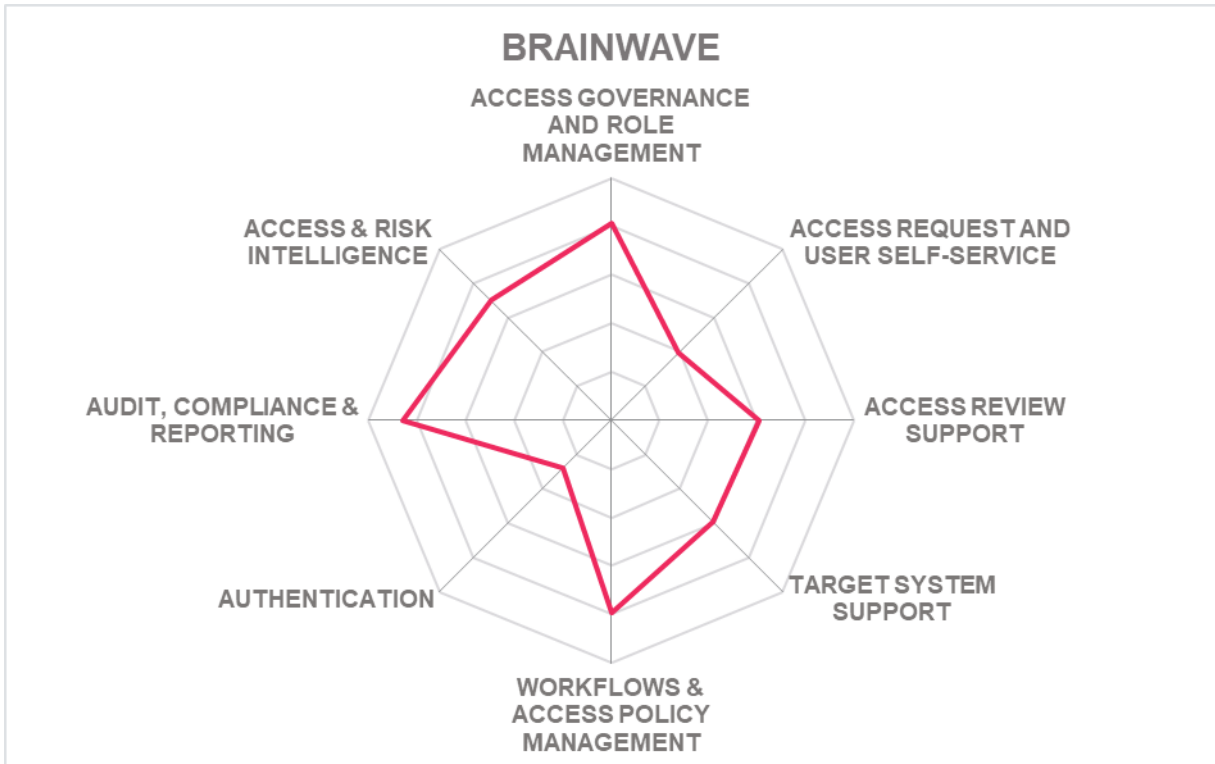 BRAINWAVE
ACCESS GOVERNANCE
AND ROLE
MANAGEMENT
ACCESS & RISK
INTELLIGENCE
ACCESS REQUEST AND
USER SELF-SERVICE
AUDIT, COMPLIANCE &
REPORTING
ACCESS REVIEW
SUPPORT
AUTHENTICATION
TARGET SYSTEM
SUPPORT
WORKFLOWS &
ACCESS POLICY
MANAGEMENT